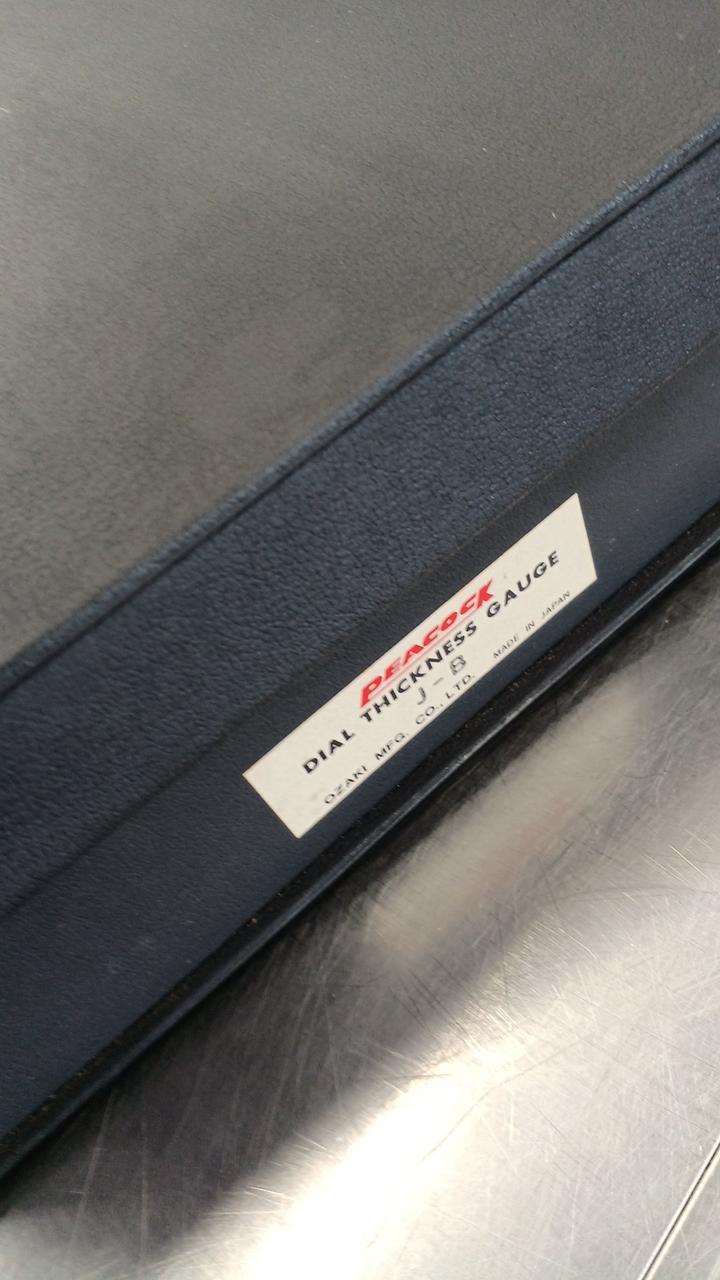 PEACOCK
DIAL THICKNESS GAUGE
J-B
OZAKI MFG. CO., LTD. MADE IN JAPAN